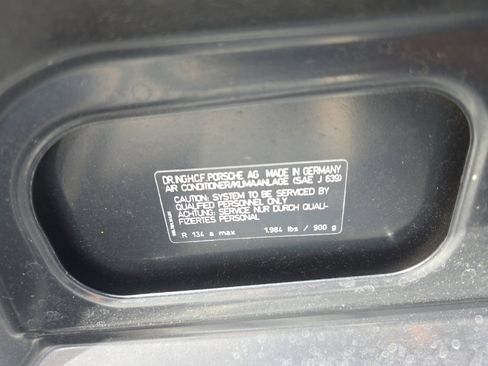 DR.ING.H.C.F. PORSCHE AG MADE IN GERMANY
AIR CONDITIONER/KLIMAANLAGE (SAE J 639)
CAUTION: SYSTEM TO BE SERVICED BY
QUALIFIED PERSONNEL ONLY
ACHTUNG: SERVICE NUR DURCH QUALI-
FIZIERTES PERSONAL
R 134 a max 1.984 lbs / 900 g